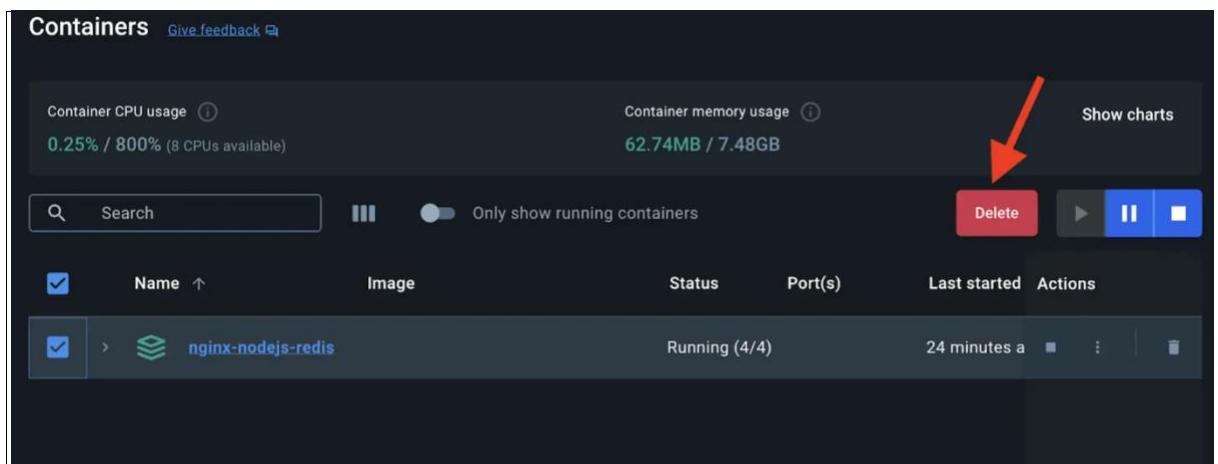 Containers Give feedback
Container CPU usage
Container memory usage
Show charts
0.25% / 800% (8 CPUs available)
62.74MB / 7.48GB
Search
Only show running containers
Delete
Name Image Status Port(s) Last started Actions
nginx-nodejs-redis Running (4/4) 24 minutes a